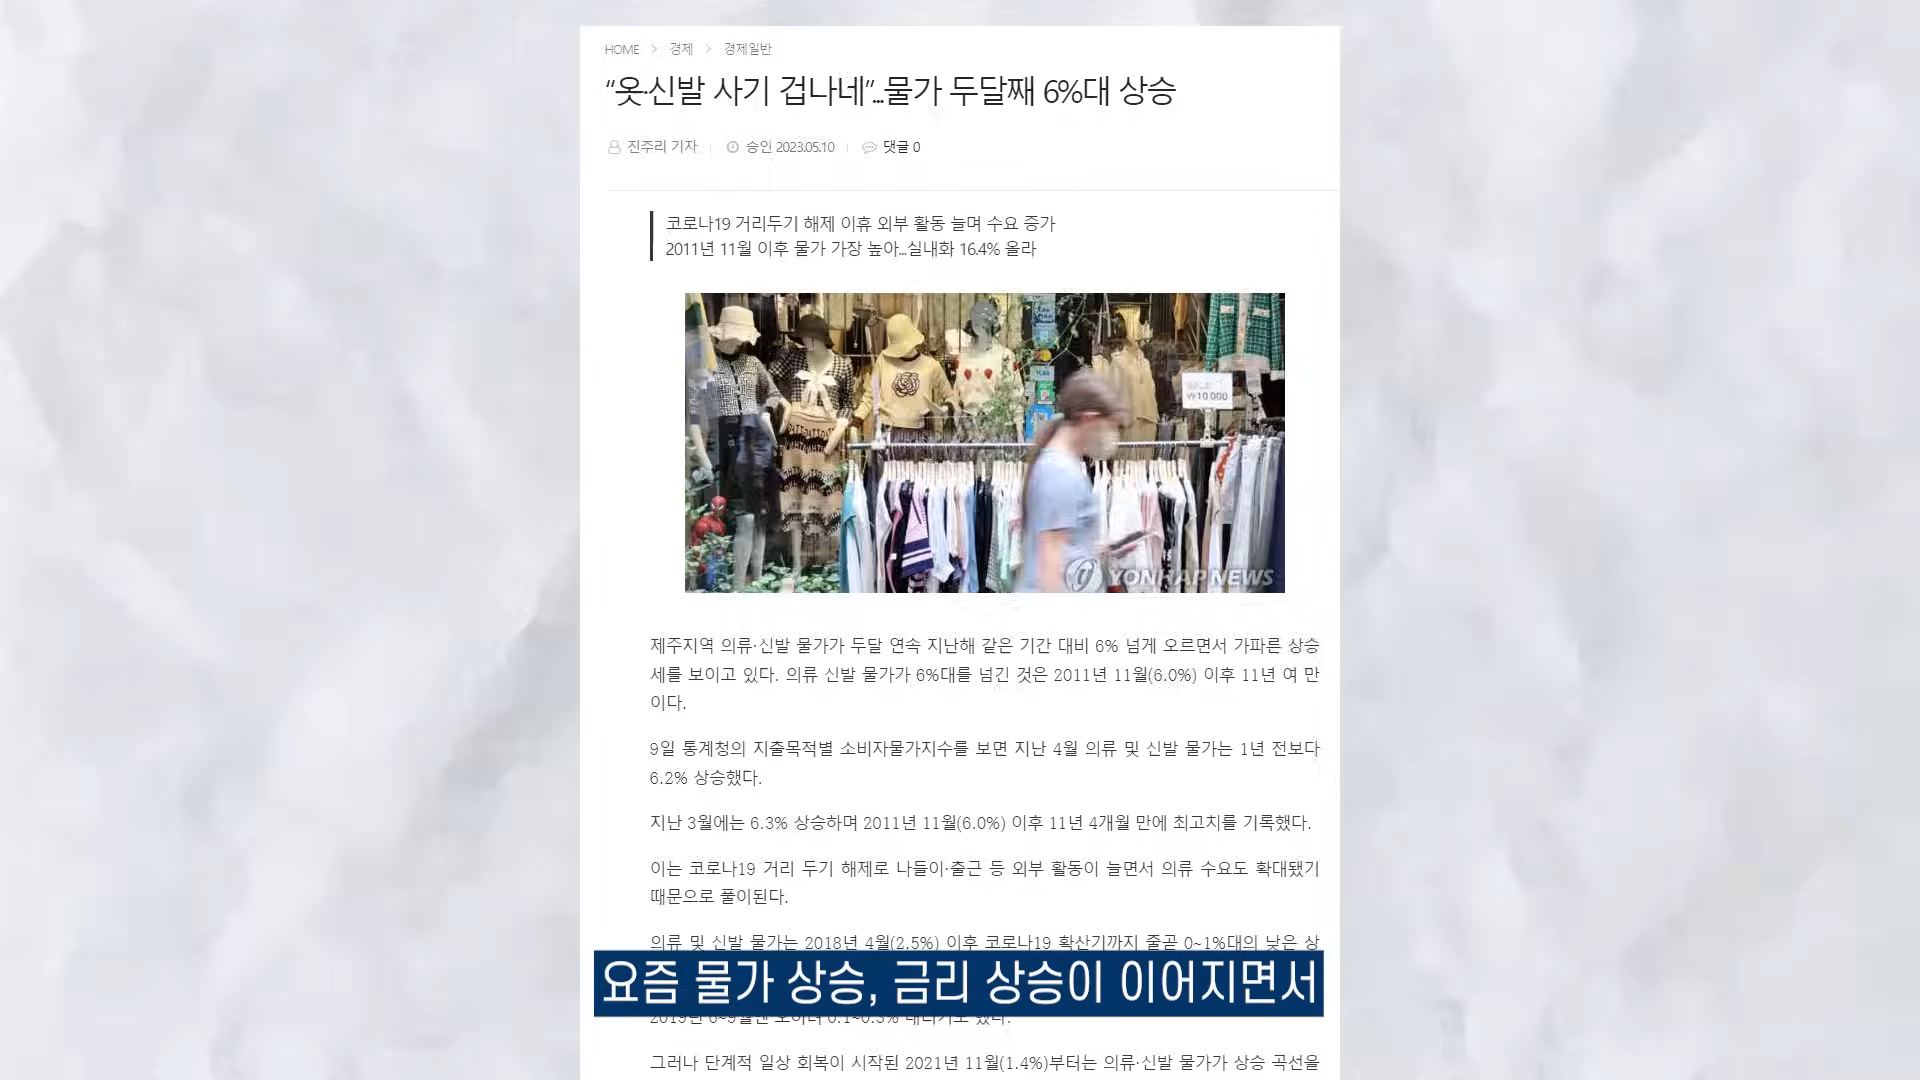 HOME > 경제 > 경제일반
“옷·신발 사기 겁나네”...물가 두달째 6%대 상승
진주리 기자 승인 2023.05.10 댓글 0
코로나19 거리두기 해제 이휴 외부 활동 늘며 수요 증가
2011년 11월 이후 물가 가장 높아...실내화 16.4% 올라
₩10,000
YONHAP NEWS
제주지역 의류·신발 물가가 두달 연속 지난해 같은 기간 대비 6% 넘게 오르면서 가파른 상승
세를 보이고 있다. 의류 신발 물가가 6%대를 넘긴 것은 2011년 11월(6.0%) 이후 11년 여 만
이다.
9일 통계청의 지출목적별 소비자물가지수를 보면 지난 4월 의류 및 신발 물가는 1년 전보다
6.2% 상승했다.
지난 3월에는 6.3% 상승하며 2011년 11월(6.0%) 이후 11년 4개월 만에 최고치를 기록했다.
이는 코로나19 거리 두기 해제로 나들이·출근 등 외부 활동이 늘면서 의류 수요도 확대됐기
때문으로 풀이된다.
의류 및 신발 물가는 2018년 4월(2.5%) 이후 코로나19 확산기까지 줄곧 0~1%대의 낮은 상
요즘 물가 상승, 금리 상승이 이어지면서
그러나 단계적 일상 회복이 시작된 2021년 11월(1.4%)부터는 의류·신발 물가가 상승 곡선을